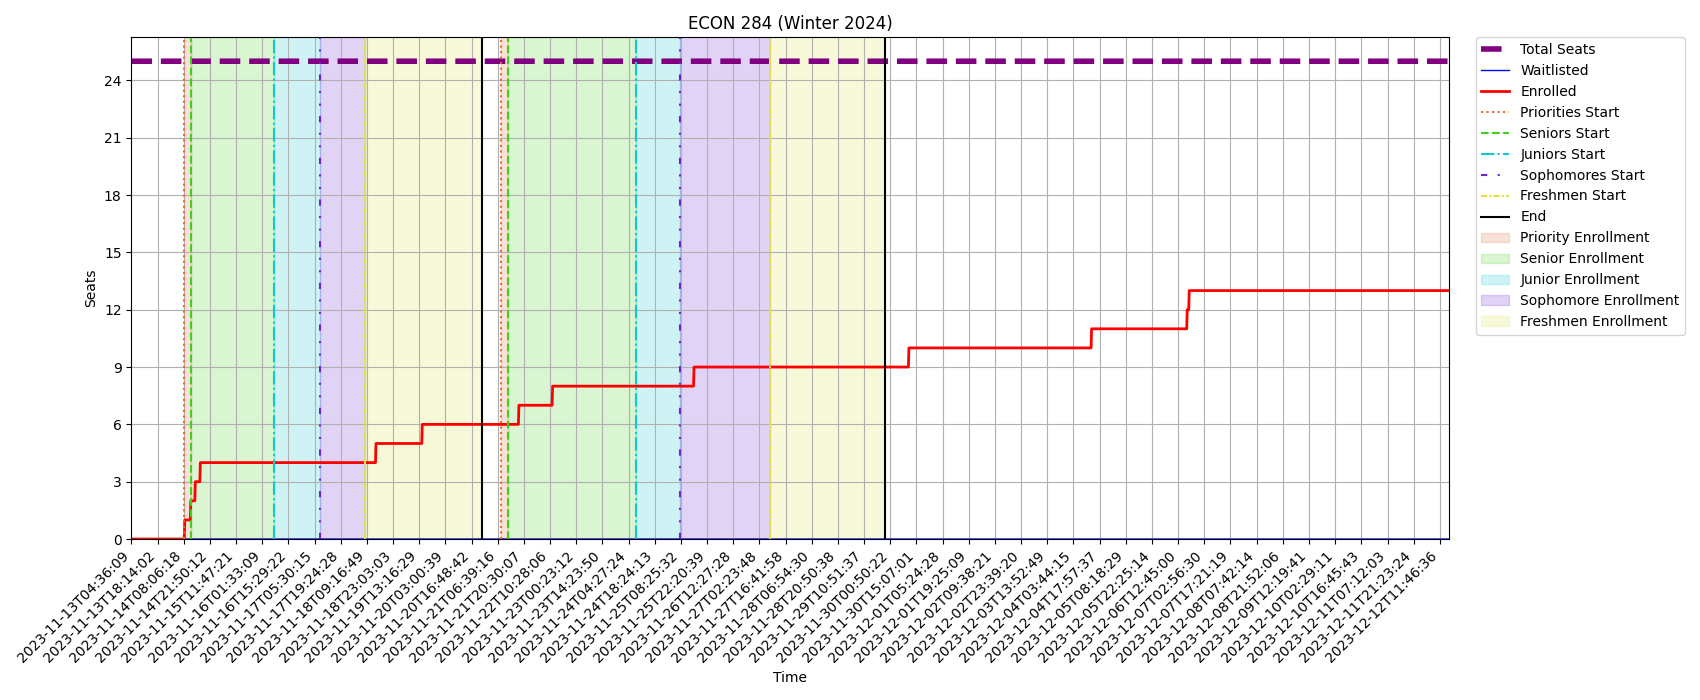 ECON 284 (Winter 2024)
Seats
24
21
18
15
12
9
6
3
0
2023-11-13T04:36:09
2023-11-13T18:14:02
2023-11-14T08:06:18
2023-11-14T21:50:12
2023-11-15T11:47:21
2023-11-16T01:33:09
2023-11-16T15:29:22
2023-11-17T05:30:15
2023-11-17T19:24:28
2023-11-18T09:16:49
2023-11-18T23:03:03
2023-11-19T13:16:29
2023-11-20T03:00:39
2023-11-20T16:48:42
2023-11-21T06:39:16
2023-11-21T20:30:07
2023-11-22T10:28:06
2023-11-23T00:23:12
2023-11-23T14:23:50
2023-11-24T04:27:24
2023-11-24T18:24:13
2023-11-25T08:25:32
2023-11-25T22:20:39
2023-11-26T12:27:28
2023-11-27T02:23:48
2023-11-27T16:41:58
2023-11-28T06:54:30
2023-11-28T20:50:38
2023-11-29T10:51:37
2023-11-30T00:50:22
2023-11-30T15:07:01
2023-12-01T05:24:28
2023-12-01T19:25:09
2023-12-02T09:38:21
2023-12-02T23:39:20
2023-12-03T13:52:49
2023-12-04T03:44:15
2023-12-04T17:57:37
2023-12-05T08:18:29
2023-12-05T22:25:14
2023-12-06T12:45:00
2023-12-07T02:56:30
2023-12-07T17:21:19
2023-12-08T07:42:14
2023-12-08T21:52:06
2023-12-09T12:19:41
2023-12-10T02:29:11
2023-12-10T16:45:43
2023-12-11T07:12:03
2023-12-11T21:23:24
2023-12-12T11:46:36
Time
Total Seats
Waitlisted
Enrolled
Priorities Start
Seniors Start
Juniors Start
Sophomores Start
Freshmen Start
End
Priority Enrollment
Senior Enrollment
Junior Enrollment
Sophomore Enrollment
Freshmen Enrollment